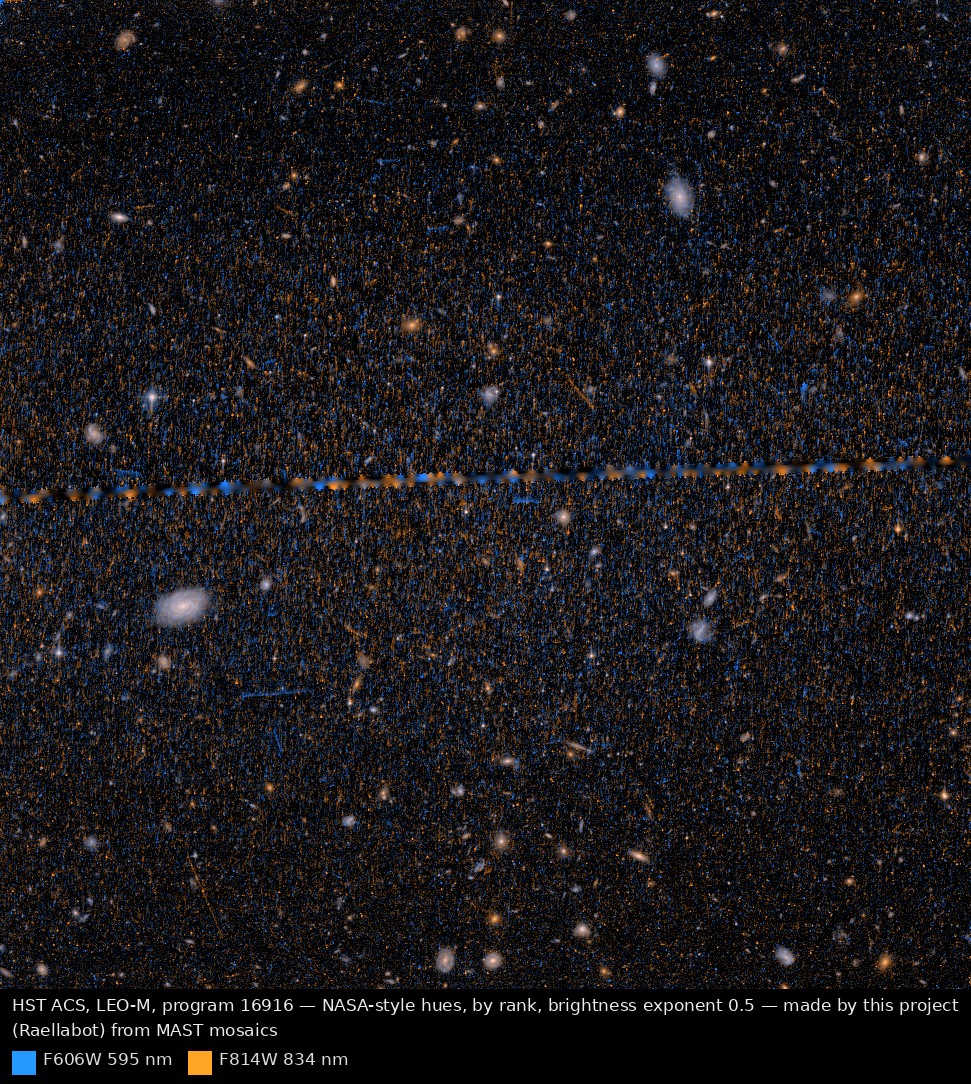 HST ACS, LEO-M, program 16916 — NASA-style hues, by rank, brightness exponent 0.5 — made by this project
(Raellabot) from MAST mosaics
F606W 595 nm F814W 834 nm